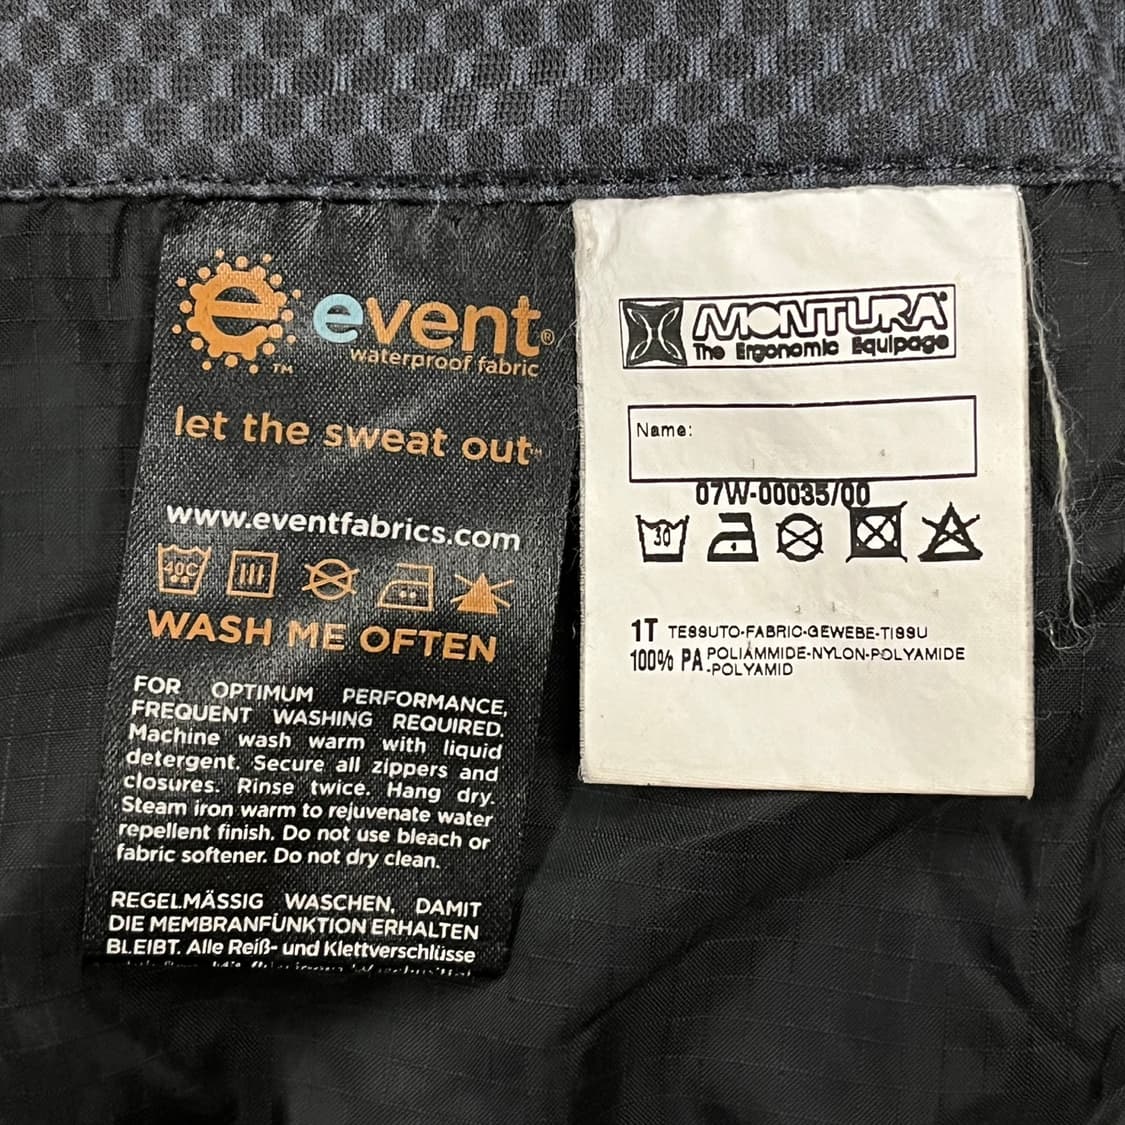 event®
waterproof fabric
™
let the sweat out™
www.eventfabrics.com
40C
WASH ME OFTEN
FOR OPTIMUM PERFORMANCE,
FREQUENT WASHING REQUIRED.
Machine wash warm with liquid
detergent. Secure all zippers and
closures. Rinse twice. Hang dry.
Steam iron warm to rejuvenate water
repellent finish. Do not use bleach or
fabric softener. Do not dry clean.
REGELMÄSSIG WASCHEN, DAMIT
DIE MEMBRANFUNKTION ERHALTEN
BLEIBT. Alle Reiß- und Klettverschlüsse
MONTURA
The Ergonomic Equipage
Name:
07W-00035/00
30
1T TESSUTO-FABRIC-GEWEBE-TISSU
100% PA POLIAMMIDE-NYLON-POLYAMIDE
-POLYAMID